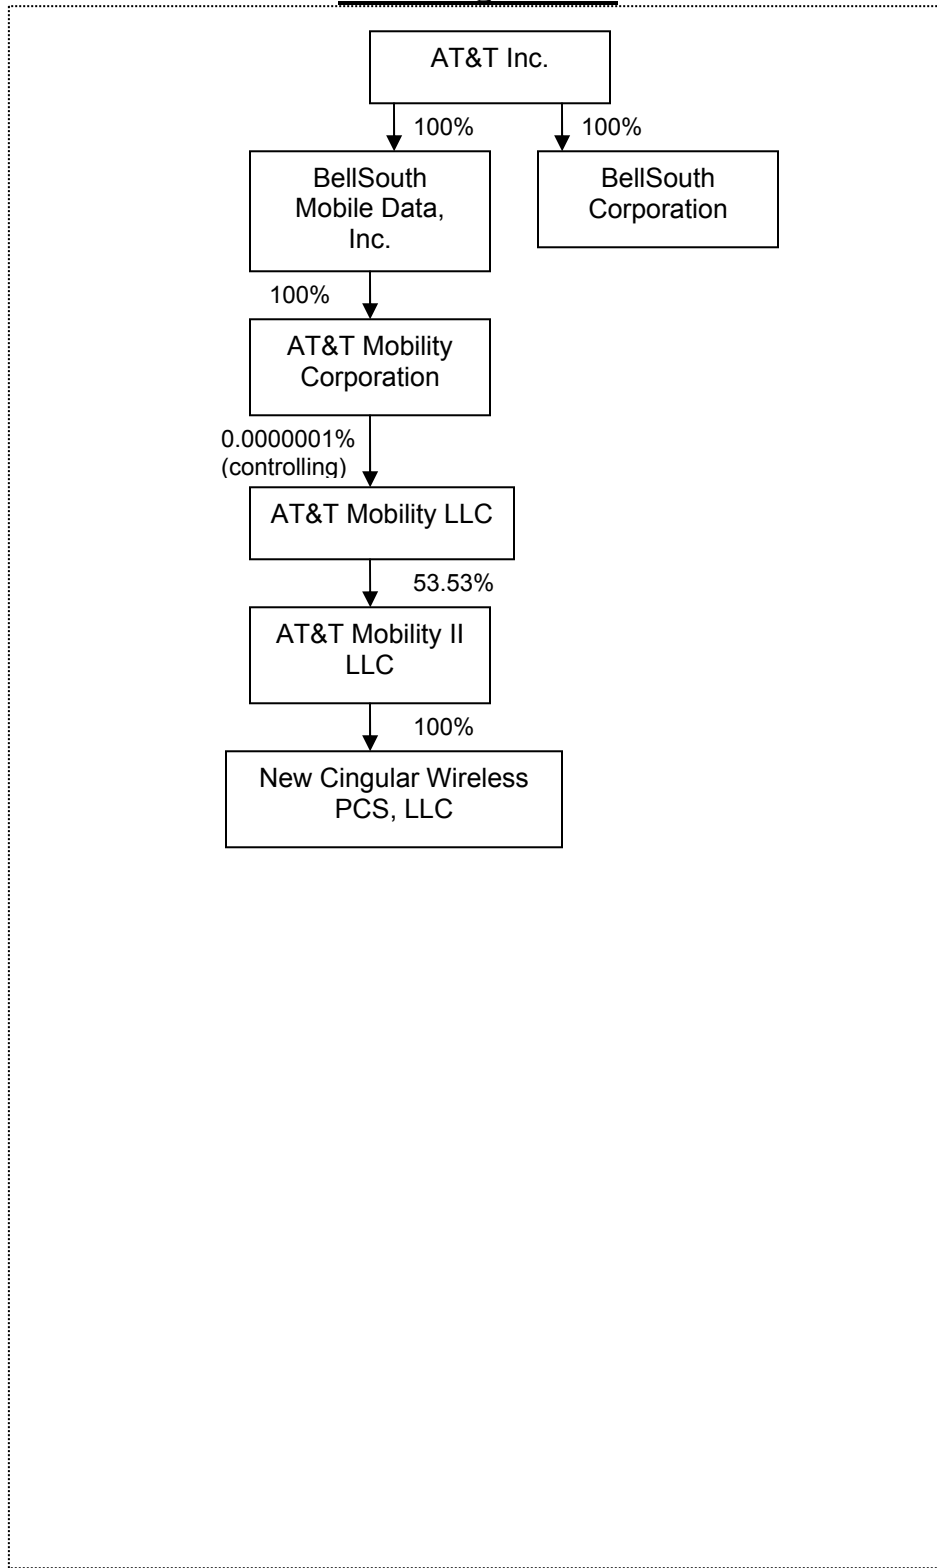 AT&T Inc.
100%
100%
BellSouth
Mobile Data,
Inc.
BellSouth
Corporation
100%
AT&T Mobility
Corporation
0.0000001%
(controlling)
AT&T Mobility LLC
53.53%
AT&T Mobility II
LLC
100%
New Cingular Wireless
PCS, LLC